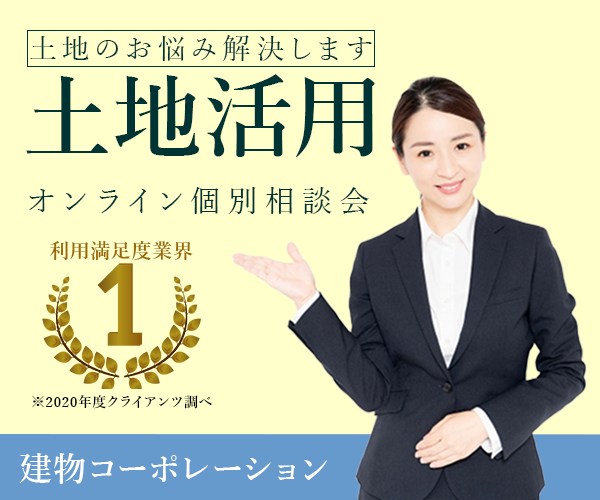 土地のお悩み解決します
土地活用
オンライン個別相談会
利用満足度業界
1
※2020年度クライアンツ調べ
建物コーポレーション